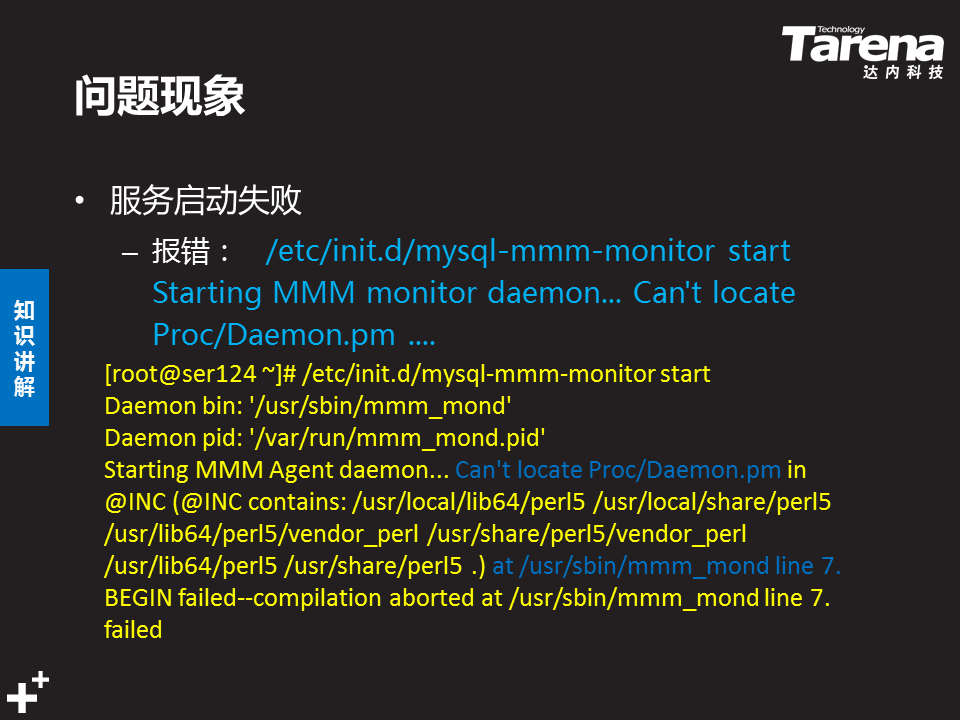 Technology
Tarena
达内科技
问题现象
• 服务启动失败
– 报错： /etc/init.d/mysql-mmm-monitor start
Starting MMM monitor daemon... Can't locate
Proc/Daemon.pm ....
知识讲解
[root@ser124 ~]# /etc/init.d/mysql-mmm-monitor start
Daemon bin: '/usr/sbin/mmm_mond'
Daemon pid: '/var/run/mmm_mond.pid'
Starting MMM Agent daemon... Can't locate Proc/Daemon.pm in
@INC (@INC contains: /usr/local/lib64/perl5 /usr/local/share/perl5
/usr/lib64/perl5/vendor_perl /usr/share/perl5/vendor_perl
/usr/lib64/perl5 /usr/share/perl5 .) at /usr/sbin/mmm_mond line 7.
BEGIN failed--compilation aborted at /usr/sbin/mmm_mond line 7.
failed